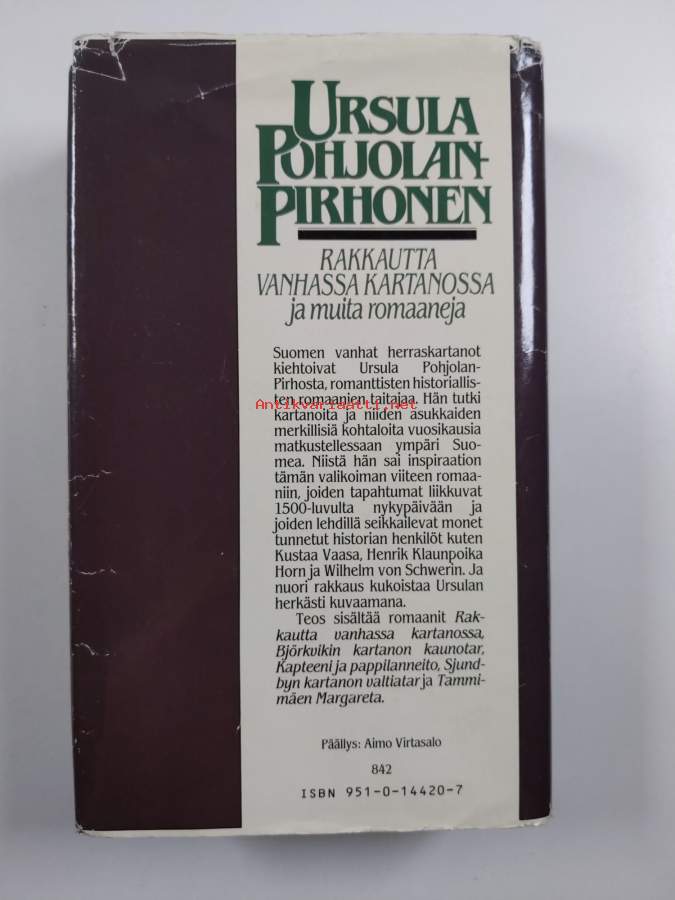 URSULA
POHJOLAN-
PIRHONEN
RAKKAUTTA
VANHASSA KARTANOSSA
ja muita romaaneja
Suomen vanhat herraskartanot
kiehtoivat Ursula Pohjolan-
Pirhosta, romanttisten historiallis-
ten romaanien taitajaa. Hän tutki
Antikvariaatti.net
kartanoita ja niiden asukkaiden
merkillisiä kohtaloita vuosikausia
matkustellessaan ympäri Suo-
mea. Niistä hän sai inspiraation
tämän valikoiman viiteen romaa-
niin, joiden tapahtumat liikkuvat
1500-luvulta nykypäivään ja
joiden lehdillä seikkailevat monet
tunnetut historian henkilöt kuten
Kustaa Vaasa, Henrik Klaunpoika
Horn ja Wilhelm von Schwerin. Ja
nuori rakkaus kukoistaa Ursulan
herkästi kuvaamana.
Teos sisältää romaanit Rak-
kautta vanhassa kartanossa,
Björkvikin kartanon kaunotar,
Kapteeni ja pappilanneito, Sjund-
byn kartanon valtiatar ja Tammi-
mäen Margareta.
Päällys: Aimo Virtasalo
842
ISBN 951-0-14420-7